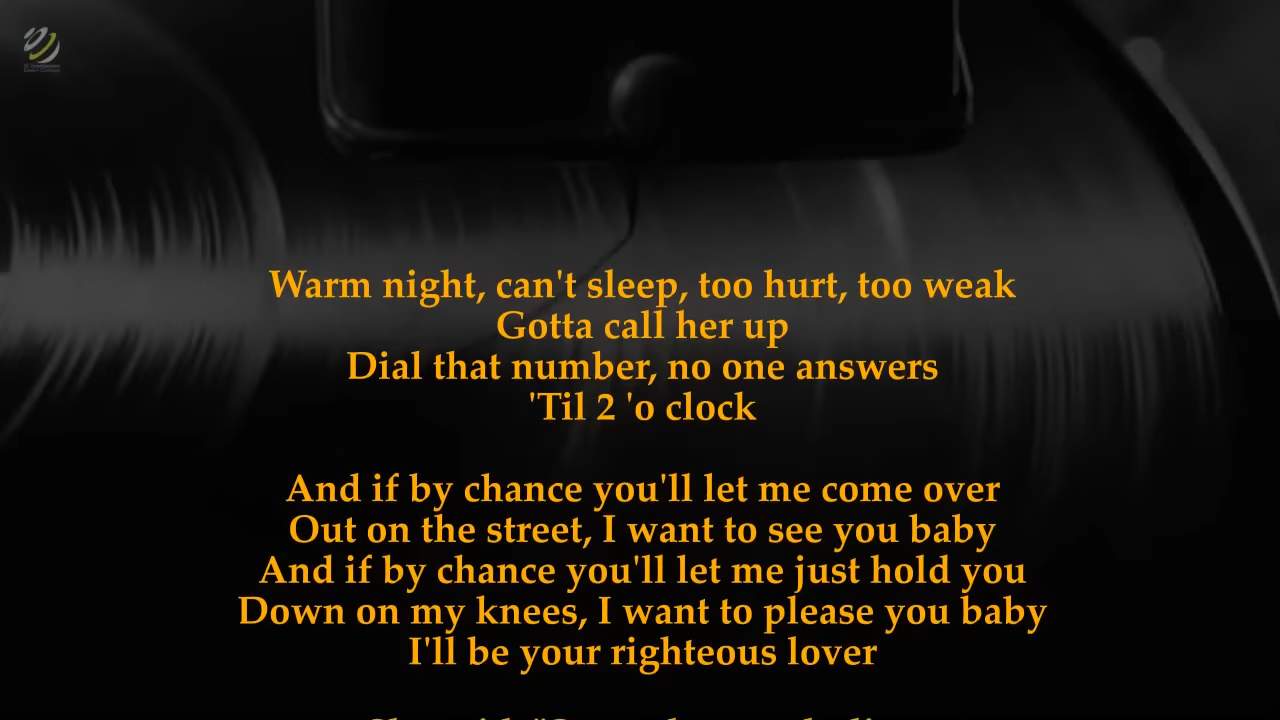 Warm night, can't sleep, too hurt, too weak
Gotta call her up
Dial that number, no one answers
'Til 2 'o clock
And if by chance you'll let me come over
Out on the street, I want to see you baby
And if by chance you'll let me just hold you
Down on my knees, I want to please you baby
I'll be your righteous lover